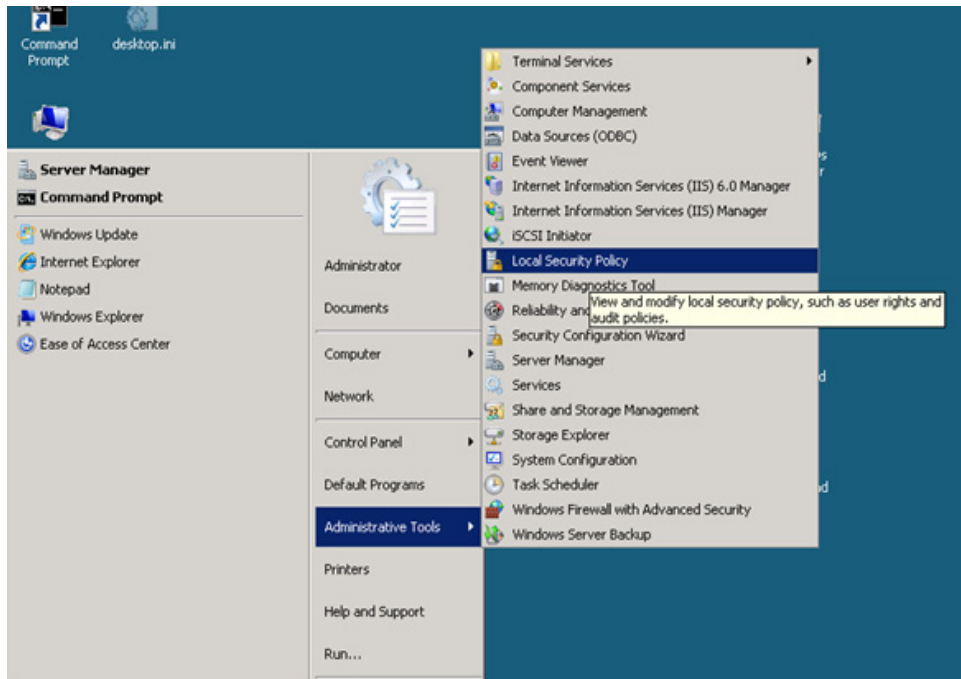 Command
Prompt
desktop.ini
Server Manager
Command Prompt
Windows Update
Internet Explorer
Notepad
Windows Explorer
Ease of Access Center
Administrator
Documents
Computer
Network
Control Panel
Default Programs
Administrative Tools
Printers
Help and Support
Run...
Terminal Services
Component Services
Computer Management
Data Sources (ODBC)
Event Viewer
Internet Information Services (IIS) 6.0 Manager
Internet Information Services (IIS) Manager
iSCSI Initiator
Local Security Policy
Memory Diagnostics Tool
Reliability and
View and modify local security policy, such as user rights and
audit policies.
Security Configuration Wizard
Server Manager
Services
Share and Storage Management
Storage Explorer
System Configuration
Task Scheduler
Windows Firewall with Advanced Security
Windows Server Backup